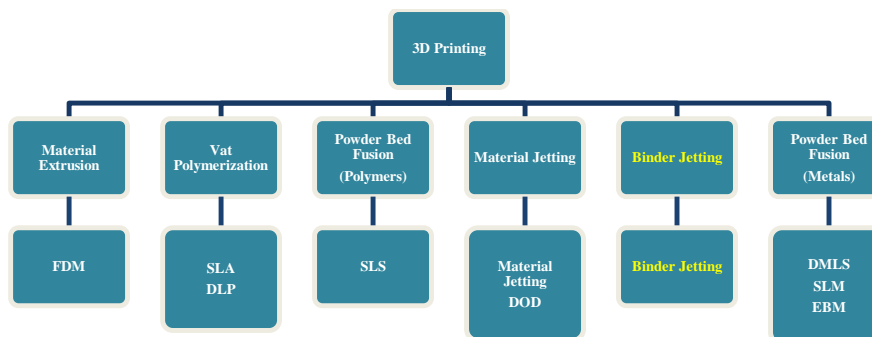 3D Printing
Material
Extrusion
Vat
Polymerization
Powder Bed
Fusion
(Polymers)
Material Jetting
Binder Jetting
Powder Bed
Fusion
(Metals)
FDM
SLA
DLP
SLS
Material
Jetting
DOD
Binder Jetting
DMLS
SLM
EBM